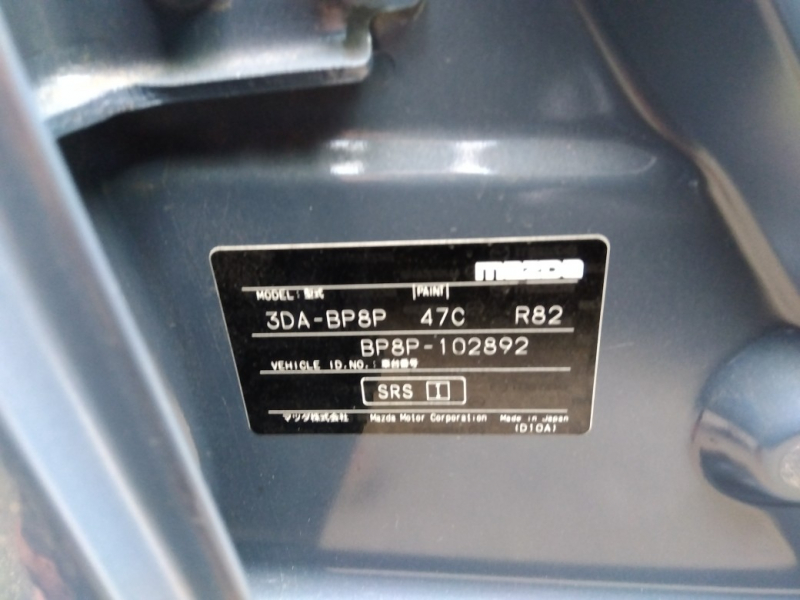 mazda
MODEL: 型式 PAINT
3DA-BP8P 47C R82
BP8P-102892
VEHICLE ID.NO.: 車台番号
SRS I
マツダ株式会社 Mazda Motor Corporation Made in Japan
(D10A)